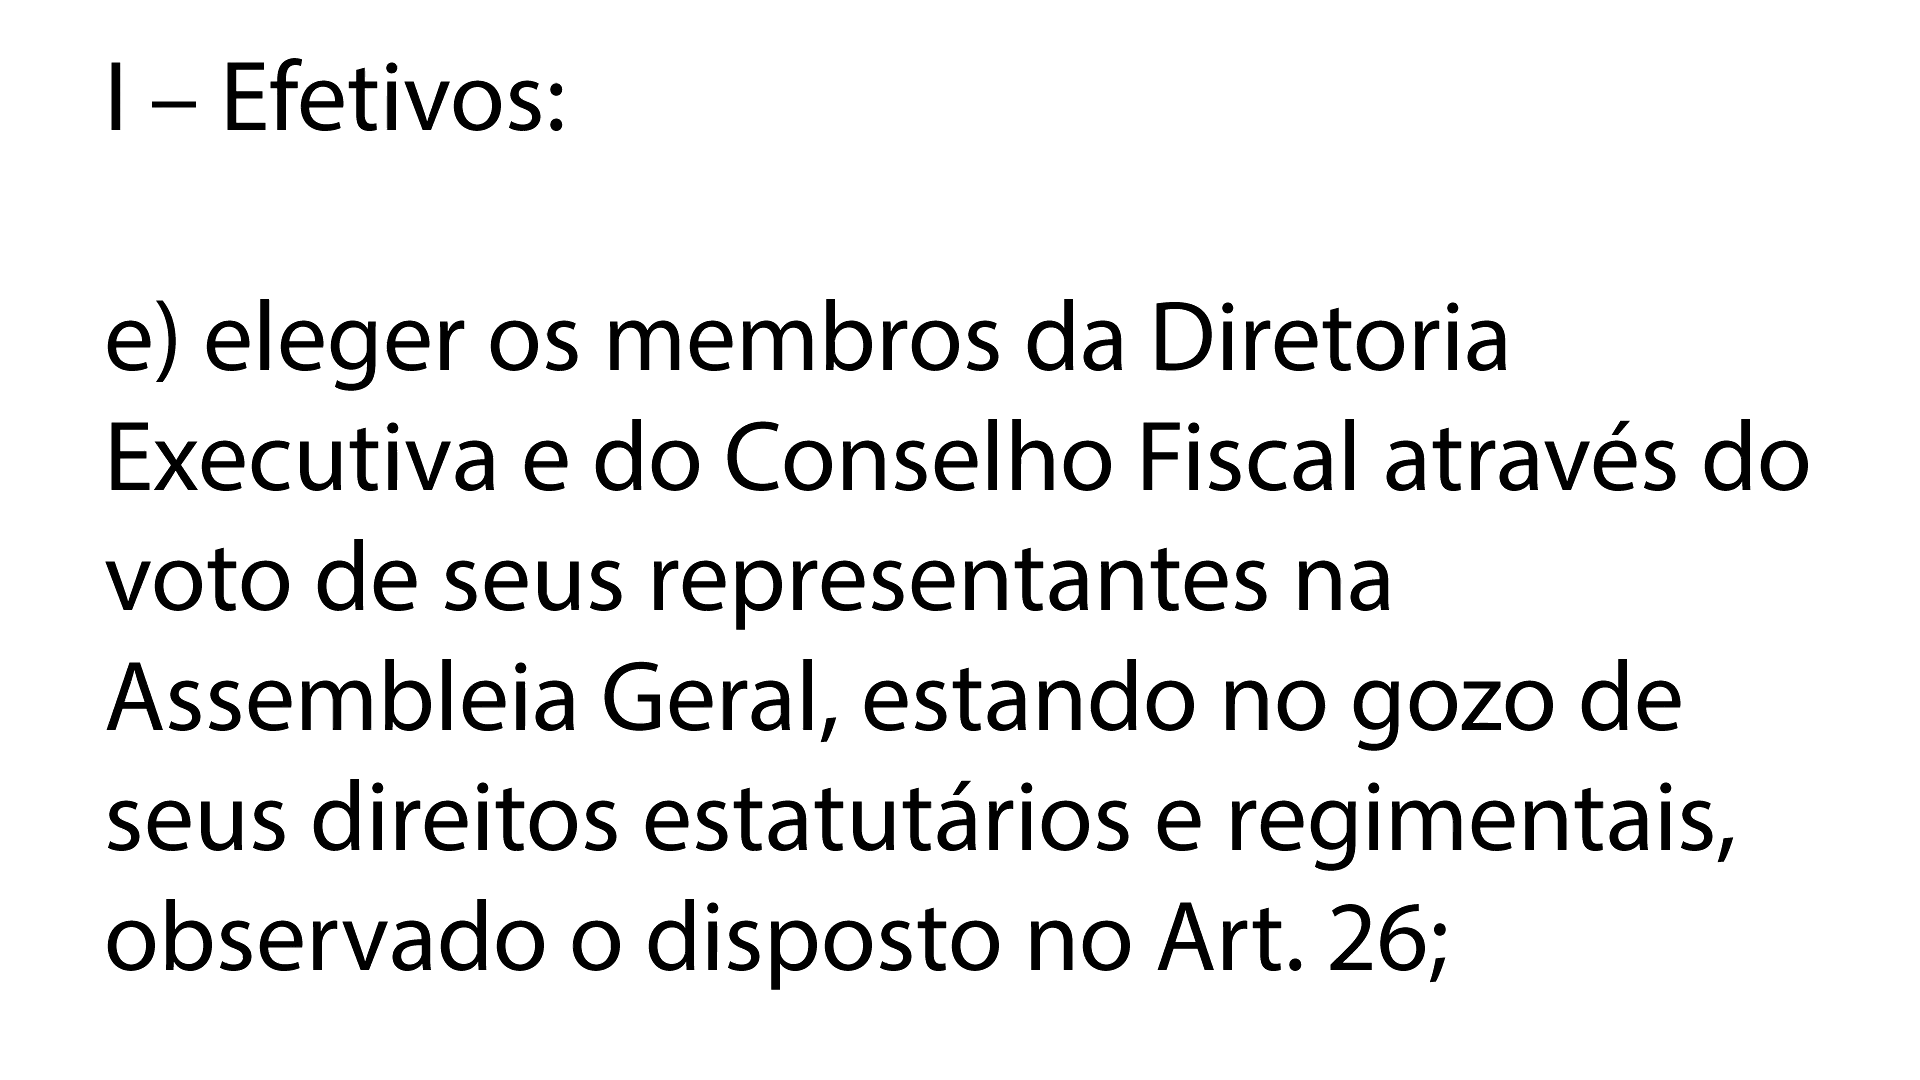 I – Efetivos:
e) eleger os membros da Diretoria
Executiva e do Conselho Fiscal através do
voto de seus representantes na
Assembleia Geral, estando no gozo de
seus direitos estatutários e regimentais,
observado o disposto no Art. 26;